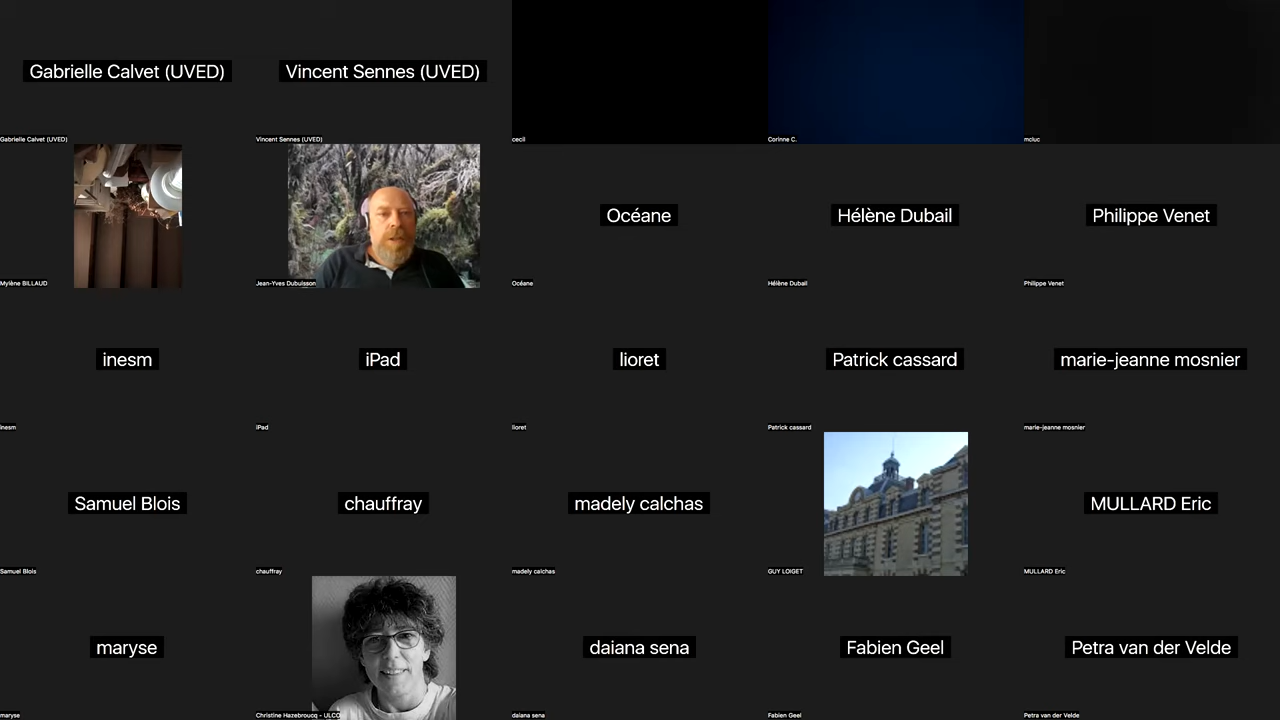 Gabrielle Calvet (UVED)
Vincent Sennes (UVED)
Gabrielle Calvet (UVED)
Vincent Sennes (UVED)
cecil
Corinne C.
mciuc
Océane
Hélène Dubail
Philippe Venet
Mylène BILLAUD
Jean-Yves Dubuisson
Océane
Hélène Dubail
Philippe Venet
inesm
iPad
lioret
Patrick cassard
marie-jeanne mosnier
inesm
iPad
lioret
Patrick cassard
marie-jeanne mosnier
Samuel Blois
chauffray
madely calchas
MULLARD Eric
Samuel Blois
chauffray
madely calchas
GUY LOIGET
MULLARD Eric
maryse
daiana sena
Fabien Geel
Petra van der Velde
maryse
Christine Hazebroucq - ULCO
daiana sena
Fabien Geel
Petra van der Velde